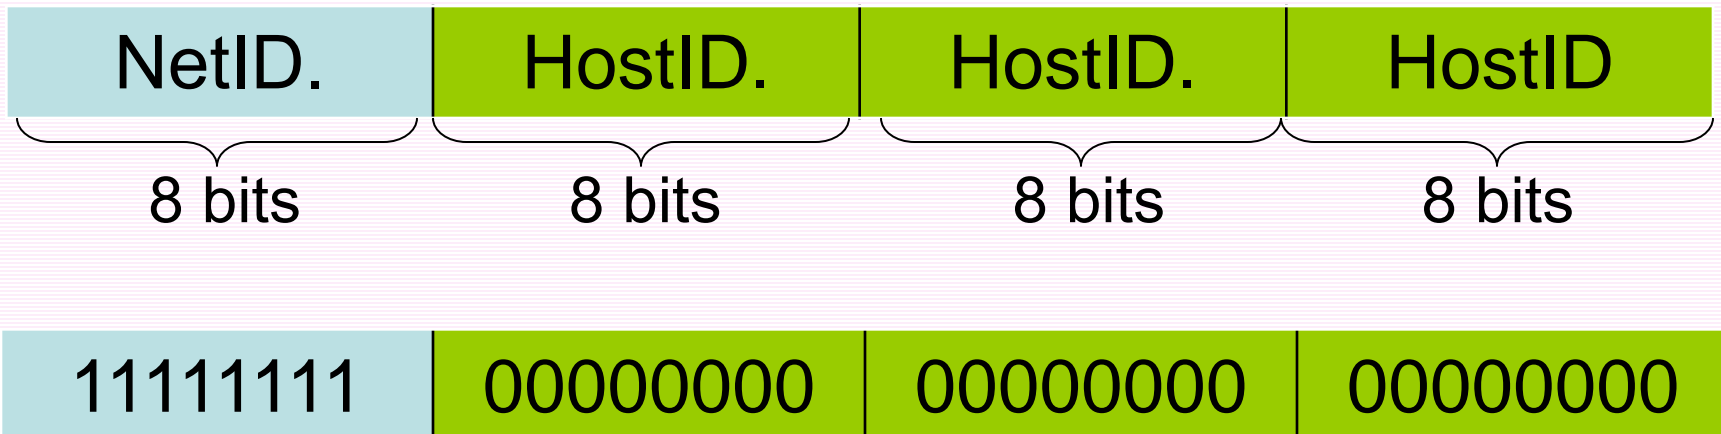 NetID. HostID. HostID. HostID
8 bits 8 bits 8 bits 8 bits
11111111 00000000 00000000 00000000